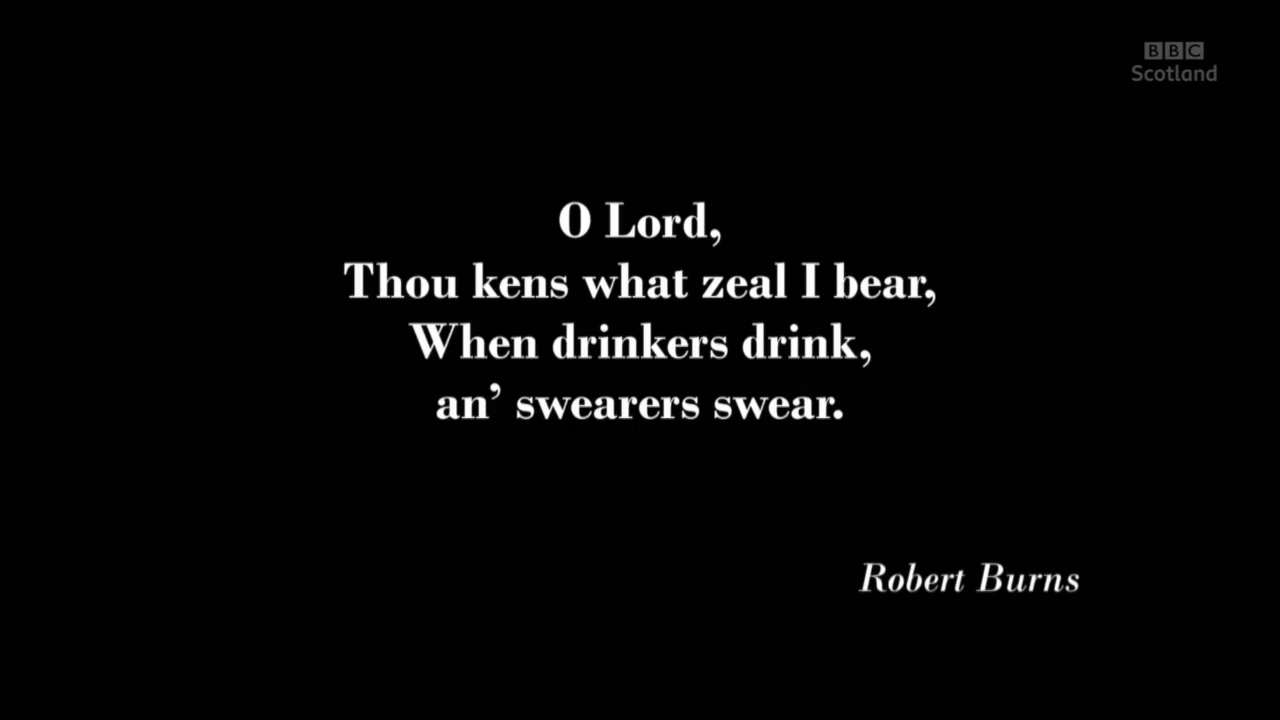 BBC
Scotland
O Lord,
Thou kens what zeal I bear,
When drinkers drink,
an’ swearers swear.
Robert Burns